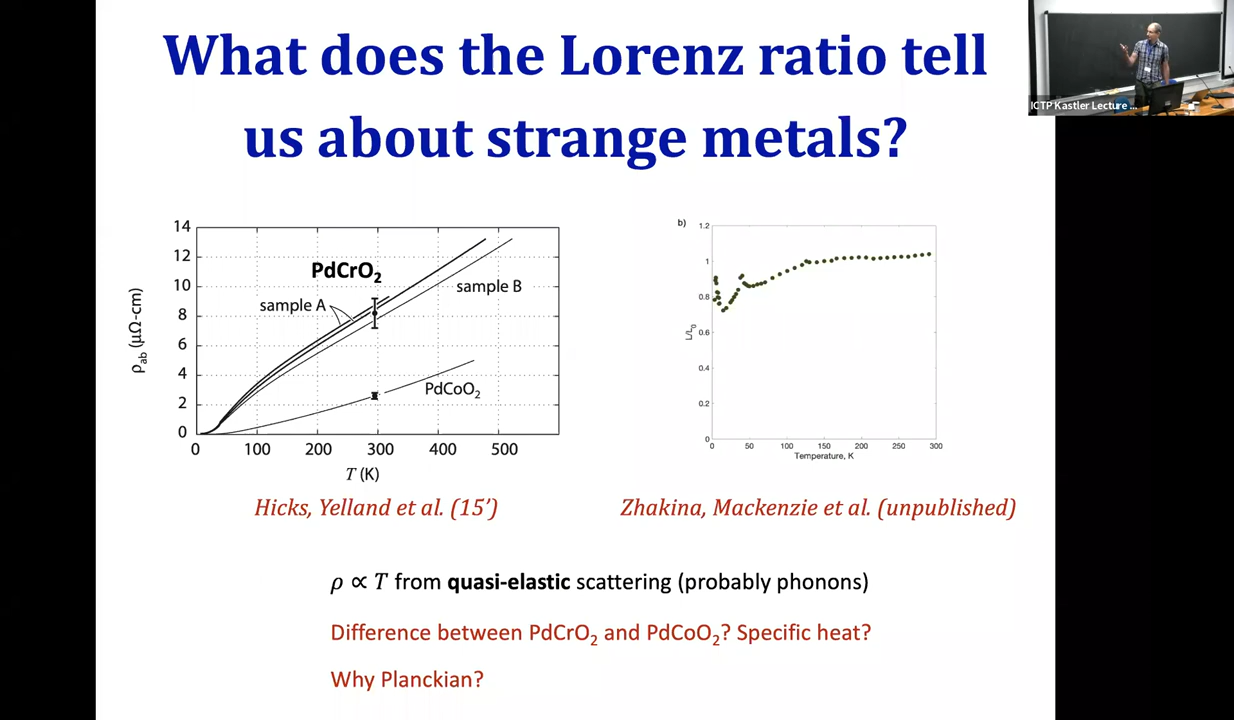 What does the Lorenz ratio tell
us about strange metals?
ICTP Kastler Lecture ...
14
12
10
8
6
4
2
0
ρab (μΩ-cm)
PdCrO2
sample A
sample B
PdCoO2
0
100
200
300
400
500
T (K)
b)
1.2
1
0.8
0.6
0.4
0.2
0
L/L0
0
50
100
150
200
250
300
Temperature, K
Hicks, Yelland et al. (15’)
Zhakina, Mackenzie et al. (unpublished)
ρ ∝ T from quasi-elastic scattering (probably phonons)
Difference between PdCrO2 and PdCoO2? Specific heat?
Why Planckian?